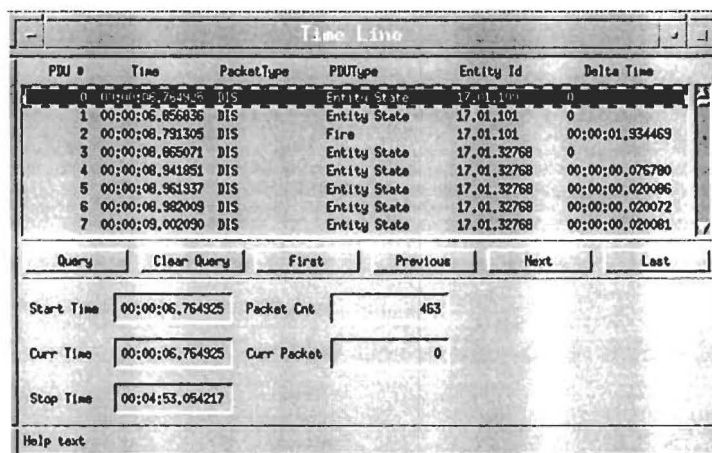 Time Line
PDU # Time PacketType PDUType Entity Id Delta Time
0 00:00:06.764925 DIS Entity State 17.01.100 0
1 00:00:06.856836 DIS Entity State 17.01.101 0
2 00:00:08.791305 DIS Fire 17.01.101 00:00:01.934469
3 00:00:08.865071 DIS Entity State 17.01.32768 0
4 00:00:08.941851 DIS Entity State 17.01.32768 00:00:00.076780
5 00:00:08.961937 DIS Entity State 17.01.32768 00:00:00.020086
6 00:00:08.982009 DIS Entity State 17.01.32768 00:00:00.020072
7 00:00:09.002090 DIS Entity State 17.01.32768 00:00:00.020081
Query Clear Query First Previous Next Last
Start Time 00:00:06.764925 Packet Cnt 463
Curr Time 00:00:06.764925 Curr Packet 0
Stop Time 00:04:53.054217
Help text